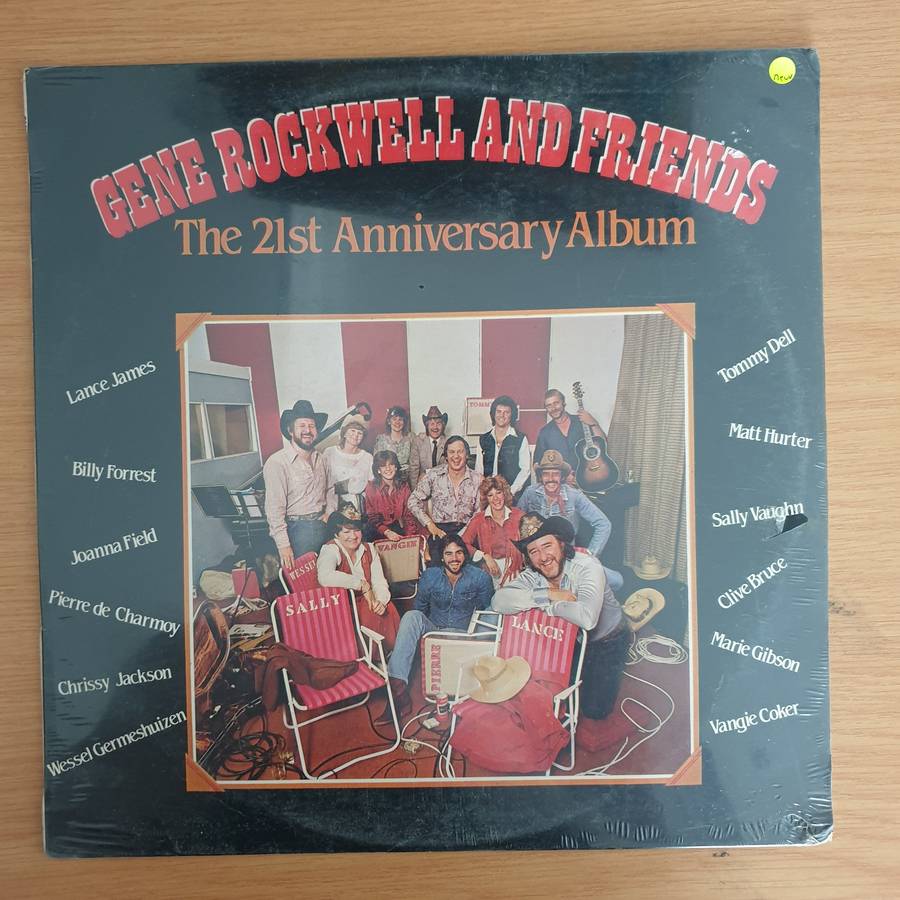 new
GENE ROCKWELL AND FRIENDS
The 21st Anniversary Album
Lance James
Billy Forrest
Joanna Field
Pierre de Charmoy
Chrissy Jackson
Wessel Germeshuizen
Tommy Dell
Matt Hurter
Sally Vaughn
Clive Bruce
Marie Gibson
Vangie Coker
TOMMY
VANGIE
WESSEL
SALLY
LANCE
PIERRE